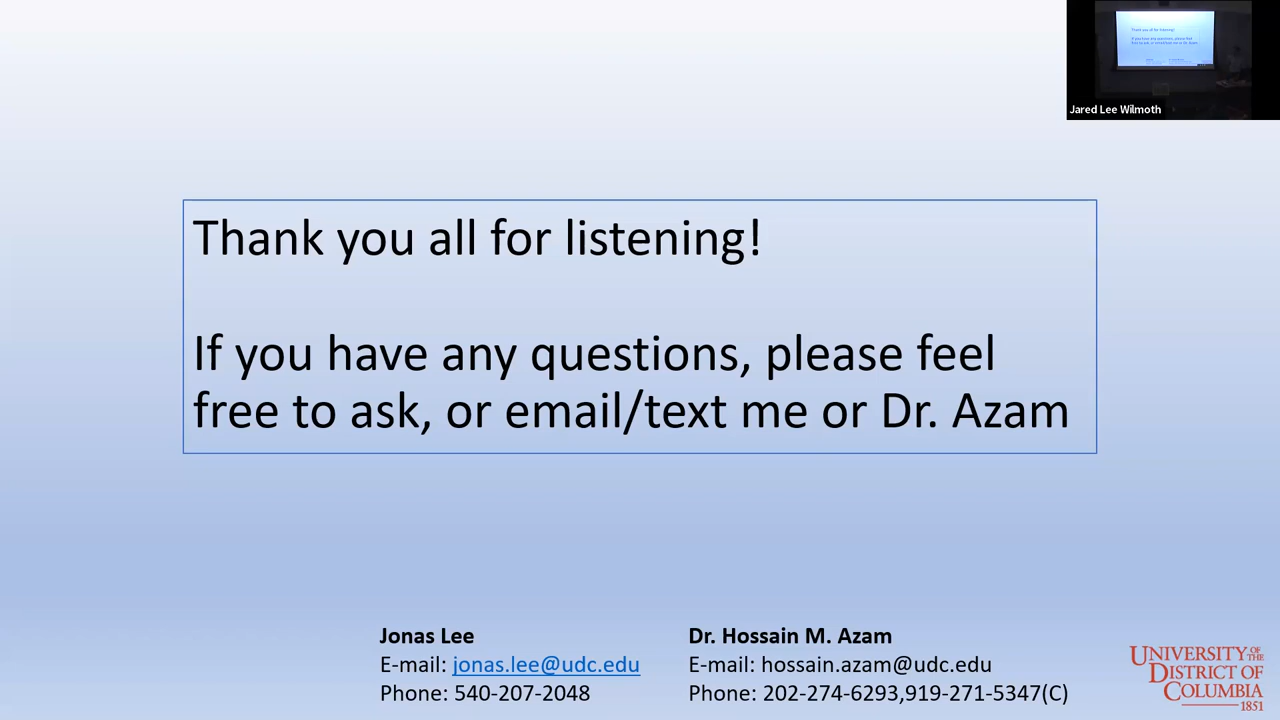 Jared Lee Wilmoth
Thank you all for listening!
If you have any questions, please feel
free to ask, or email/text me or Dr. Azam
Jonas Lee
E-mail: jonas.lee@udc.edu
Phone: 540-207-2048
Dr. Hossain M. Azam
E-mail: hossain.azam@udc.edu
Phone: 202-274-6293,919-271-5347(C)
UNIVERSITY OF THE
DISTRICT OF
COLUMBIA
1851